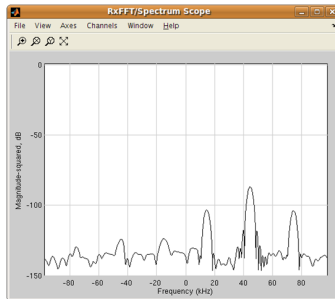 RxFFT/Spectrum Scope
File View Axes Channels Window Help
0
-50
-100
-150
Magnitude-squared, dB
-80 -60 -40 -20 0 20 40 60 80
Frequency (kHz)